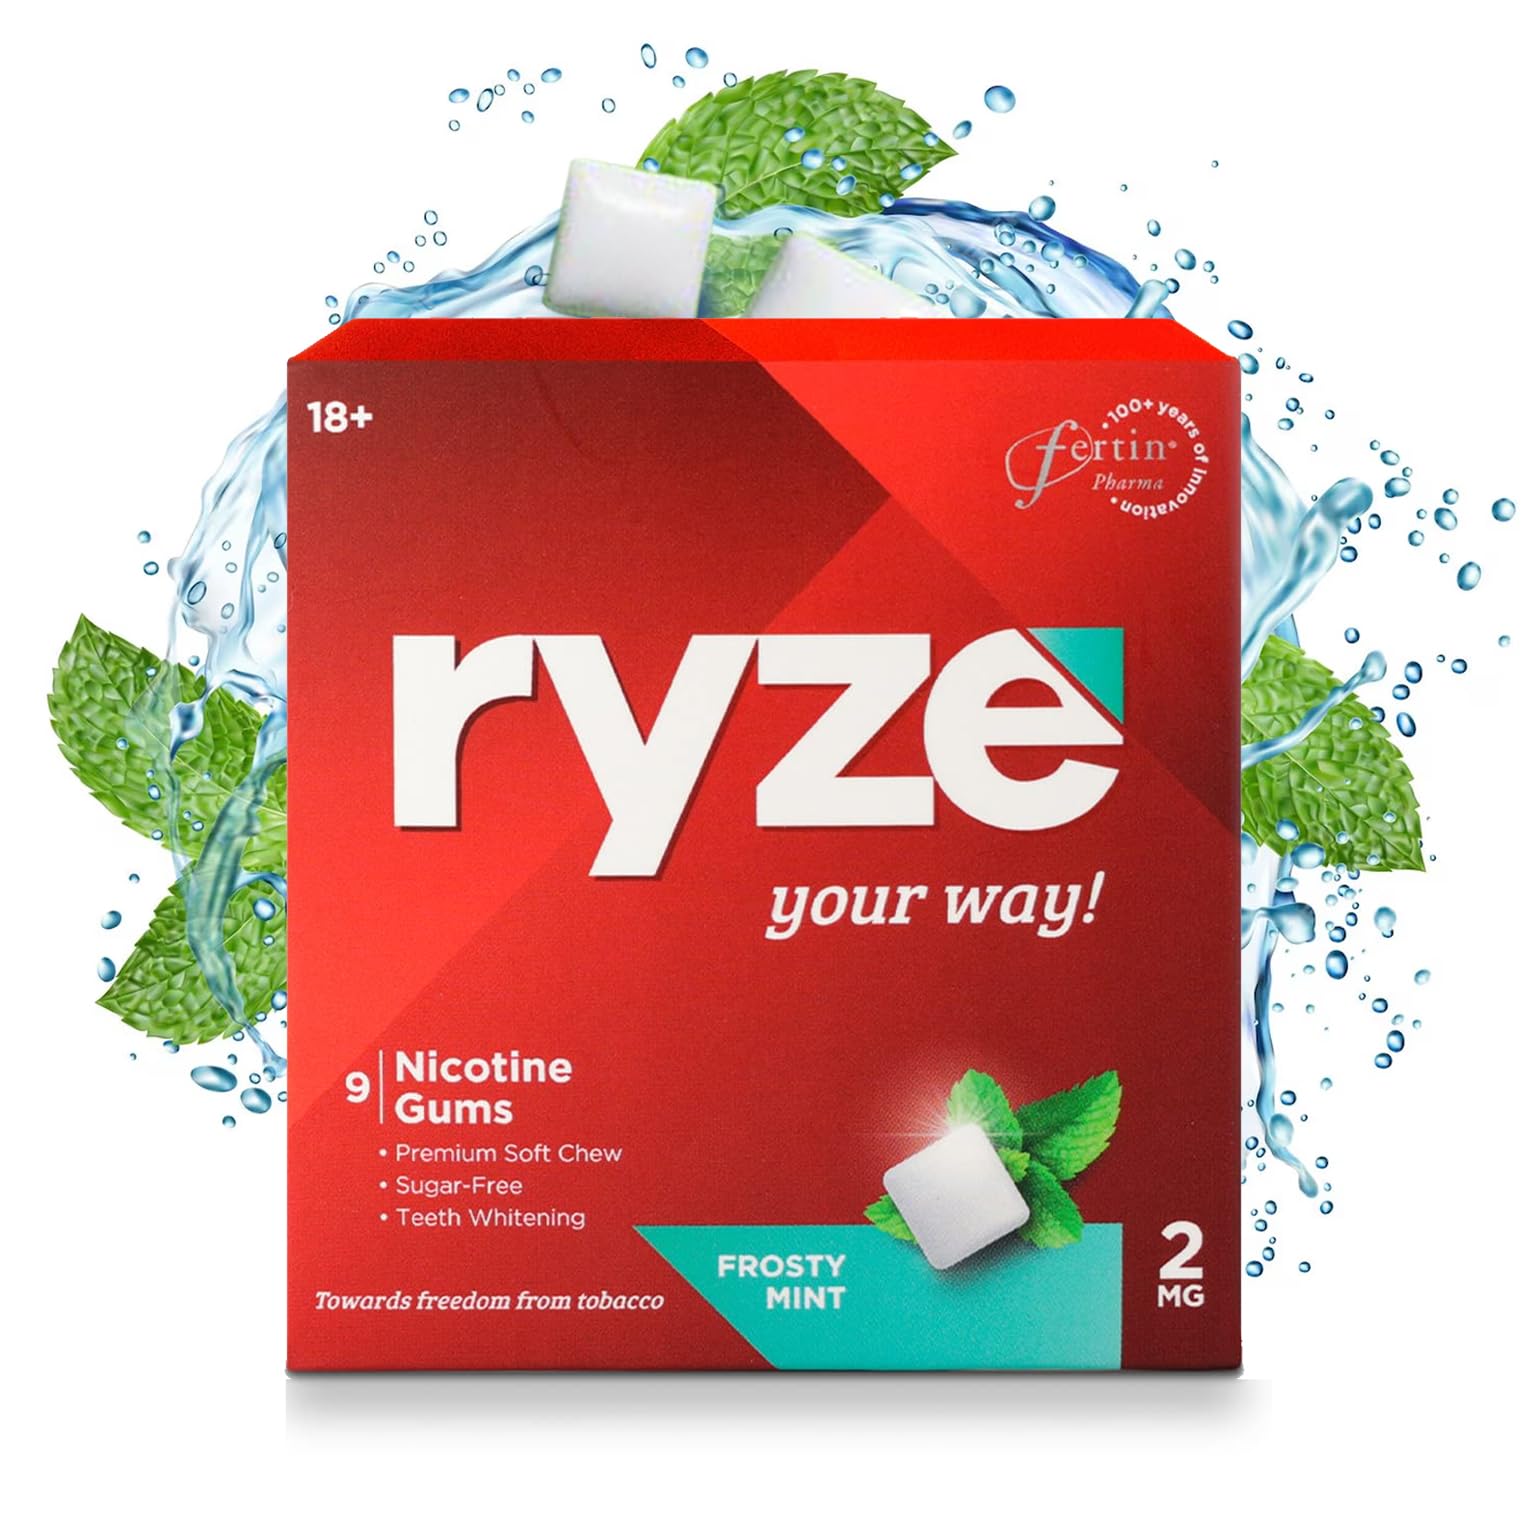 18+
fertin®
Pharma
• 100+ years of innovation •
ryze
your way!
9
Nicotine
Gums
• Premium Soft Chew
• Sugar-Free
• Teeth Whitening
Towards freedom from tobacco
FROSTY
MINT
2
MG